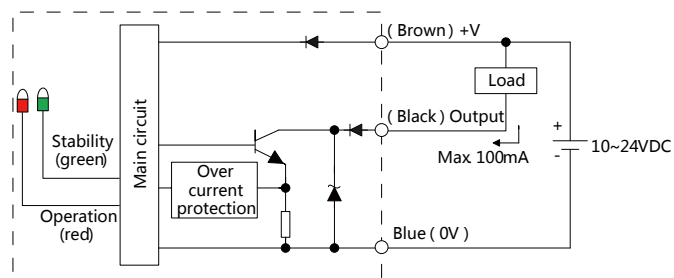 ( Brown) +V
Load
(Black) Output
Max. 100mA
+
-
10~24VDC
Main circuit
Stability
(green)
Over
current
protection
Operation
(red)
Blue ( 0V )